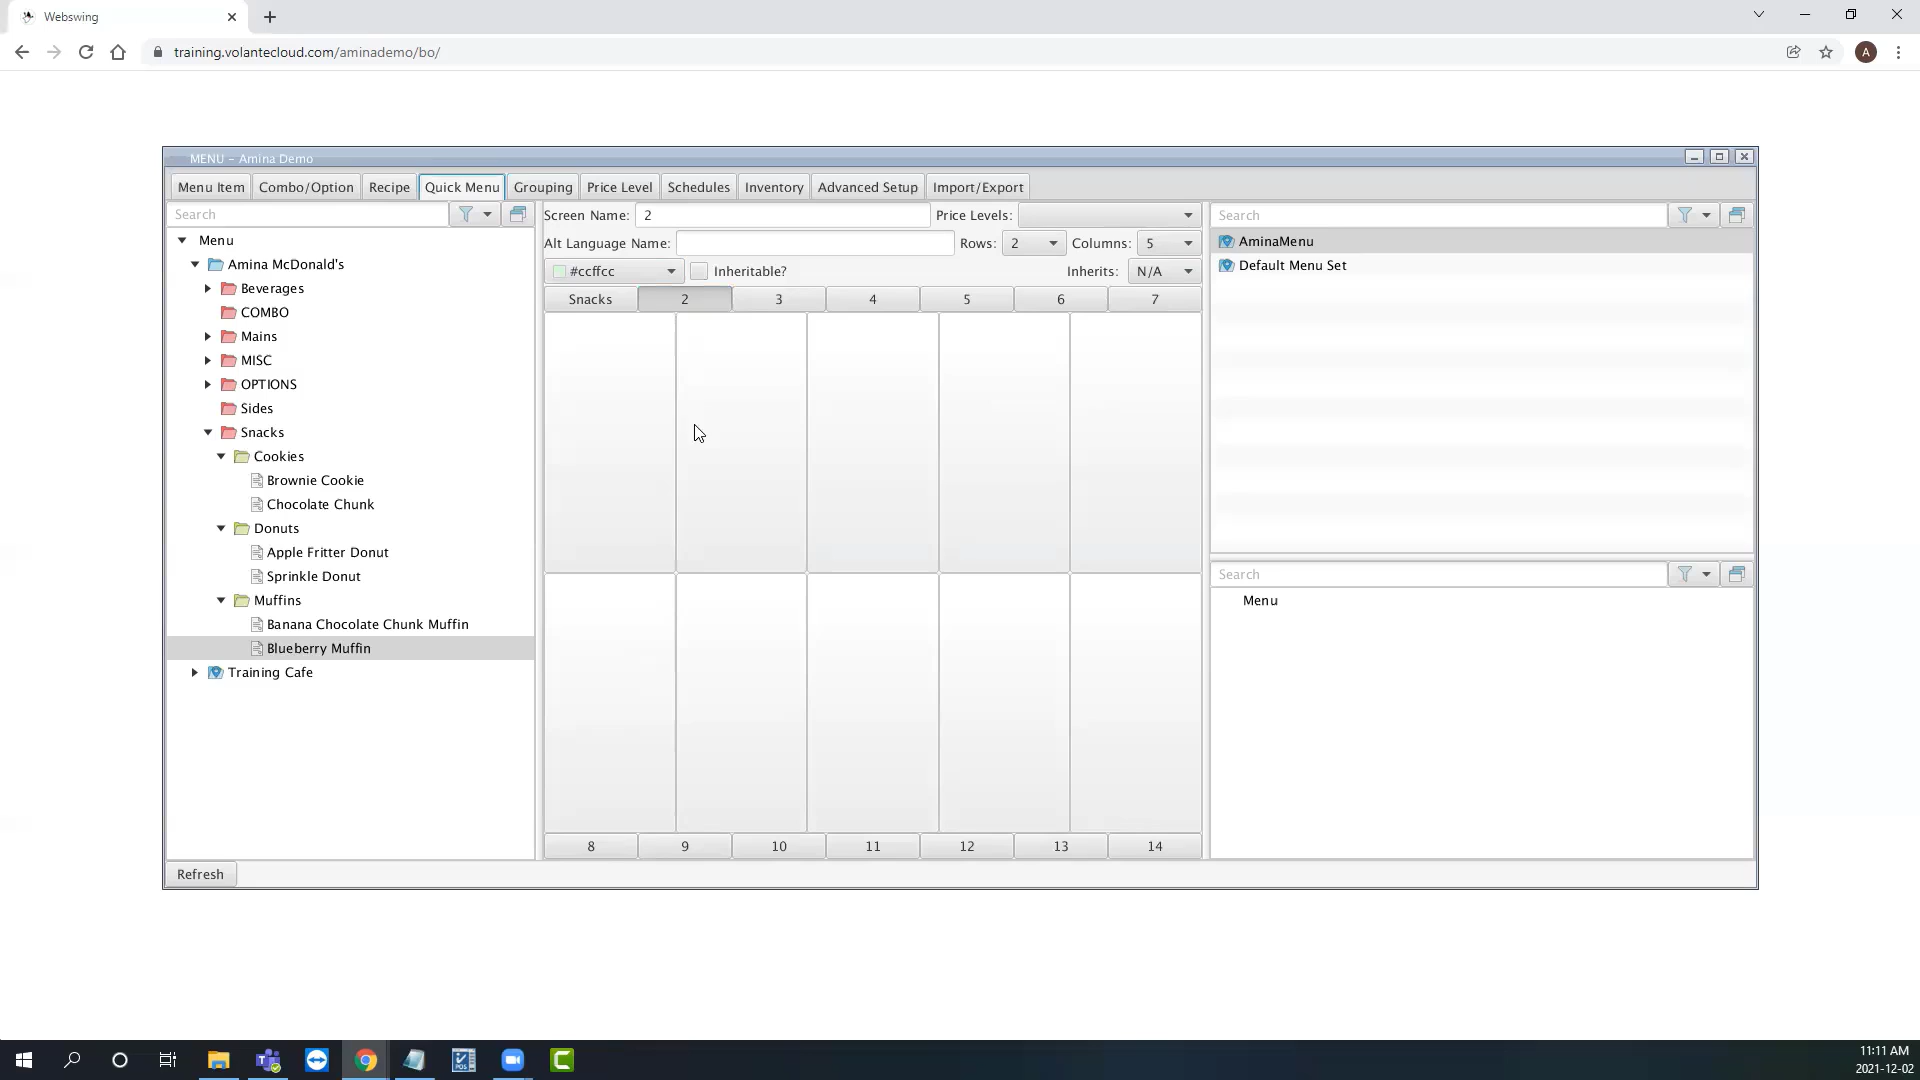 Webswing
training.volantecloud.com/aminademo/bo/
A
MENU - Amina Demo
Menu Item Combo/Option Recipe Quick Menu Grouping Price Level Schedules Inventory Advanced Setup Import/Export
Search
Menu
Amina McDonald's
Beverages
COMBO
Mains
MISC
OPTIONS
Sides
Snacks
Cookies
Brownie Cookie
Chocolate Chunk
Donuts
Apple Fritter Donut
Sprinkle Donut
Muffins
Banana Chocolate Chunk Muffin
Blueberry Muffin
Training Cafe
Refresh
Screen Name: 2 Price Levels:
Alt Language Name: Rows: 2 Columns: 5
#ccffcc Inheritable? Inherits: N/A
Snacks 2 3 4 5 6 7
8 9 10 11 12 13 14
Search
AminaMenu
Default Menu Set
Search
Menu
11:11 AM
2021-12-02